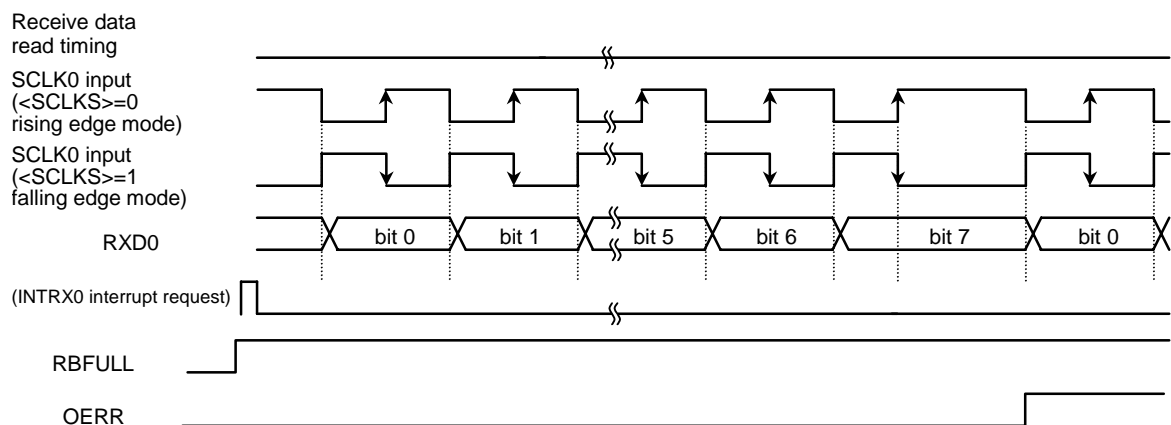 Receive data
read timing
SCLK0 input
(<SCLKS>=0
rising edge mode)
SCLK0 input
(<SCLKS>=1
falling edge mode)
RXD0
bit 0
bit 1
bit 5
bit 6
bit 7
bit 0
(INTRX0 interrupt request)
RBFULL
OERR